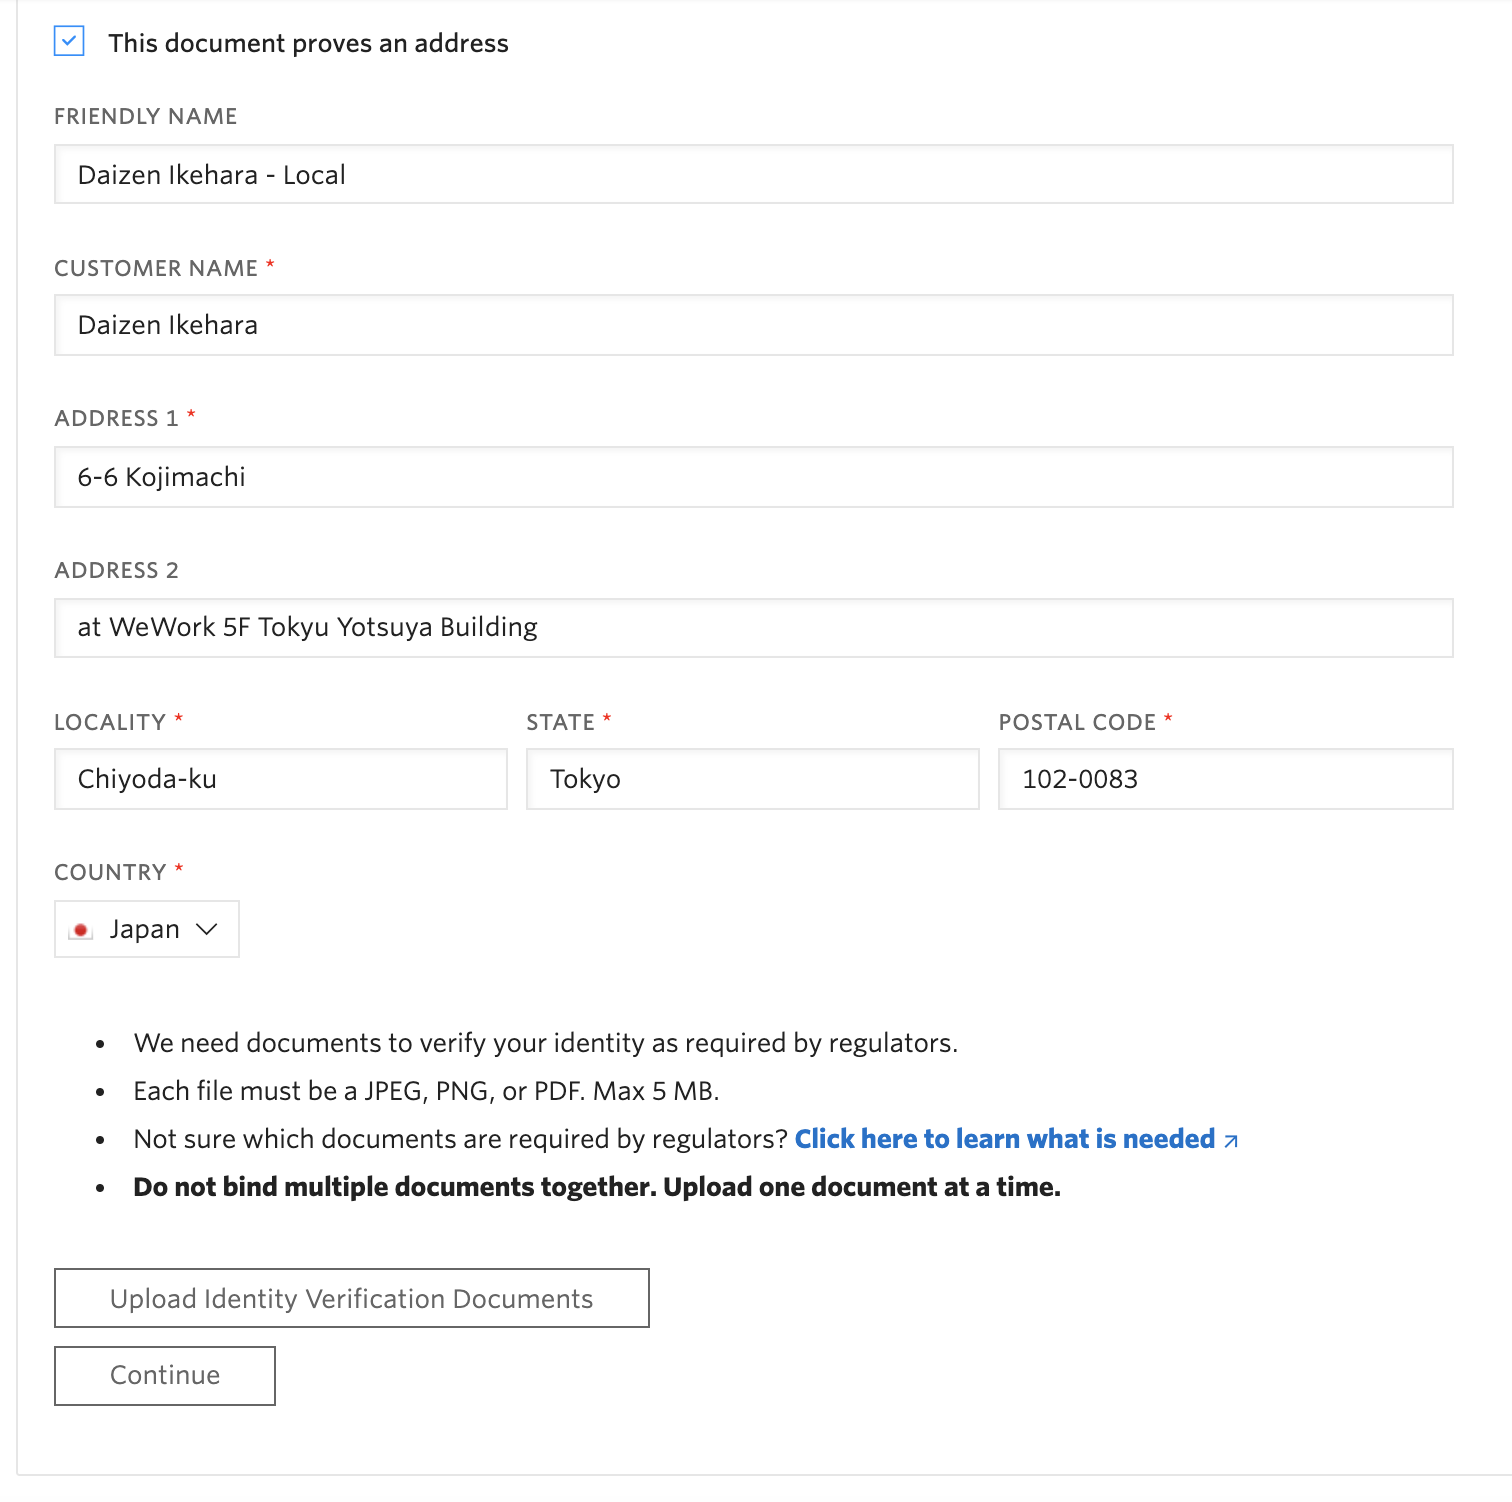 This document proves an address
FRIENDLY NAME
Daizen Ikehara - Local
CUSTOMER NAME *
Daizen Ikehara
ADDRESS 1 *
6-6 Kojimachi
ADDRESS 2
at WeWork 5F Tokyu Yotsuya Building
LOCALITY *
Chiyoda-ku
STATE *
Tokyo
POSTAL CODE *
102-0083
COUNTRY *
Japan
• We need documents to verify your identity as required by regulators.
• Each file must be a JPEG, PNG, or PDF. Max 5 MB.
• Not sure which documents are required by regulators? Click here to learn what is needed
• Do not bind multiple documents together. Upload one document at a time.
Upload Identity Verification Documents
Continue